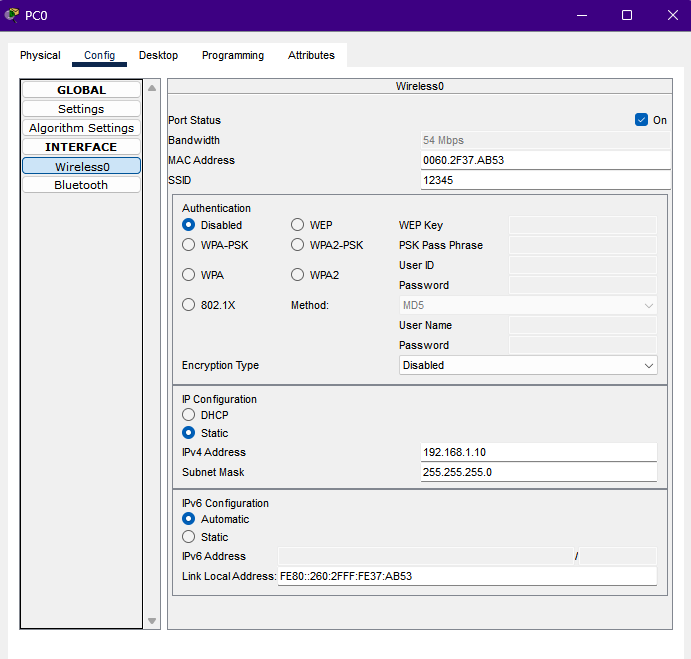 PC0
Physical Config Desktop Programming Attributes
GLOBAL
Settings
Algorithm Settings
INTERFACE
Wireless0
Bluetooth
Wireless0
Port Status On
Bandwidth 54 Mbps
MAC Address 0060.2F37.AB53
SSID 12345
Authentication
Disabled WEP WEP Key
WPA-PSK WPA2-PSK PSK Pass Phrase
User ID
WPA WPA2
Password
802.1X Method: MD5
User Name
Password
Encryption Type Disabled
IP Configuration
DHCP
Static
IPv4 Address 192.168.1.10
Subnet Mask 255.255.255.0
IPv6 Configuration
Automatic
Static
IPv6 Address /
Link Local Address: FE80::260:2FFF:FE37:AB53